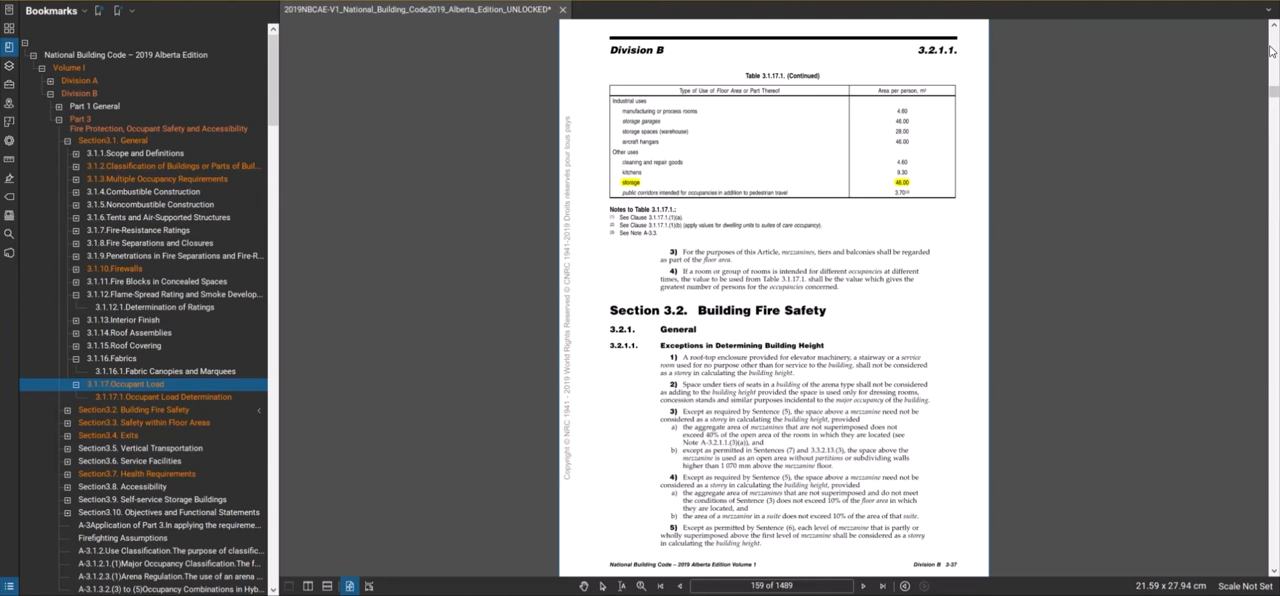 Bookmarks
2019NBCAE-V1_National_Building_Code2019_Alberta_Edition_UNLOCKED*
National Building Code – 2019 Alberta Edition
Volume I
Division A
Division B
Part 1 General
Part 3
Fire Protection, Occupant Safety and Accessibility
Section3.1. General
3.1.1.Scope and Definitions
3.1.2.Classification of Buildings or Parts of Buil...
3.1.3.Multiple Occupancy Requirements
3.1.4.Combustible Construction
3.1.5.Noncombustible Construction
3.1.6.Tents and Air-Supported Structures
3.1.7.Fire-Resistance Ratings
3.1.8.Fire Separations and Closures
3.1.9.Penetrations in Fire Separations and Fire-R...
3.1.10.Firewalls
3.1.11.Fire Blocks in Concealed Spaces
3.1.12.Flame-Spread Rating and Smoke Develop...
3.1.12.1.Determination of Ratings
3.1.13.Interior Finish
3.1.14.Roof Assemblies
3.1.15.Roof Covering
3.1.16.Fabrics
3.1.16.1.Fabric Canopies and Marquees
3.1.17.Occupant Load
3.1.17.1.Occupant Load Determination
Section3.2. Building Fire Safety
Section3.3. Safety within Floor Areas
Section3.4. Exits
Section3.5. Vertical Transportation
Section3.6. Service Facilities
Section3.7. Health Requirements
Section3.8. Accessibility
Section3.9. Self-service Storage Buildings
Section3.10. Objectives and Functional Statements
A-3Application of Part 3.In applying the requireme...
Firefighting Assumptions
A-3.1.2.Use Classification.The purpose of classific...
A-3.1.2.1.(1)Major Occupancy Classification.The f...
A-3.1.2.3.(1)Arena Regulation.The use of an arena ...
A-3.1.3.2.(3) to (5)Occupancy Combinations in Hyb...
Copyright © NRC 1941 - 2019 World Rights Reserved © CNRC 1941-2019 Droits réservés pour tous pays
Division B 3.2.1.1.
Table 3.1.17.1. (Continued)
Type of Use of Floor Area or Part Thereof Area per person, m²
Industrial uses
manufacturing or process rooms 4.60
storage garages 46.00
storage spaces (warehouse) 28.00
aircraft hangars 46.00
Other uses
cleaning and repair goods 4.60
kitchens 9.30
storage 46.00
public corridors intended for occupancies in addition to pedestrian travel 3.70(3)
Notes to Table 3.1.17.1.:
(1) See Clause 3.1.17.1.(1)(a).
(2) See Clause 3.1.17.1.(1)(b) (apply values for dwelling units to suites of care occupancy).
(3) See Note A-3.3.
3) For the purposes of this Article, mezzanines, tiers and balconies shall be regarded
as part of the floor area.
4) If a room or group of rooms is intended for different occupancies at different
times, the value to be used from Table 3.1.17.1. shall be the value which gives the
greatest number of persons for the occupancies concerned.
Section 3.2. Building Fire Safety
3.2.1. General
3.2.1.1. Exceptions in Determining Building Height
1) A roof-top enclosure provided for elevator machinery, a stairway or a service
room used for no purpose other than for service to the building, shall not be considered
as a storey in calculating the building height.
2) Space under tiers of seats in a building of the arena type shall not be considered
as adding to the building height provided the space is used only for dressing rooms,
concession stands and similar purposes incidental to the major occupancy of the building.
3) Except as required by Sentence (5), the space above a mezzanine need not be
considered as a storey in calculating the building height, provided
a) the aggregate area of mezzanines that are not superimposed does not
exceed 40% of the open area of the room in which they are located (see
Note A-3.2.1.1.(3)(a)), and
b) except as permitted in Sentences (7) and 3.3.2.13.(3), the space above the
mezzanine is used as an open area without partitions or subdividing walls
higher than 1 070 mm above the mezzanine floor.
4) Except as required by Sentence (5), the space above a mezzanine need not be
considered as a storey in calculating the building height, provided
a) the aggregate area of mezzanines that are not superimposed and do not meet
the conditions of Sentence (3) does not exceed 10% of the floor area in which
they are located, and
b) the area of a mezzanine in a suite does not exceed 10% of the area of that suite.
5) Except as permitted by Sentence (6), each level of mezzanine that is partly or
wholly superimposed above the first level of mezzanine shall be considered as a storey
in calculating the building height.
National Building Code – 2019 Alberta Edition Volume 1 Division B 3-37
159 of 1489
21.59 x 27.94 cm Scale Not Set